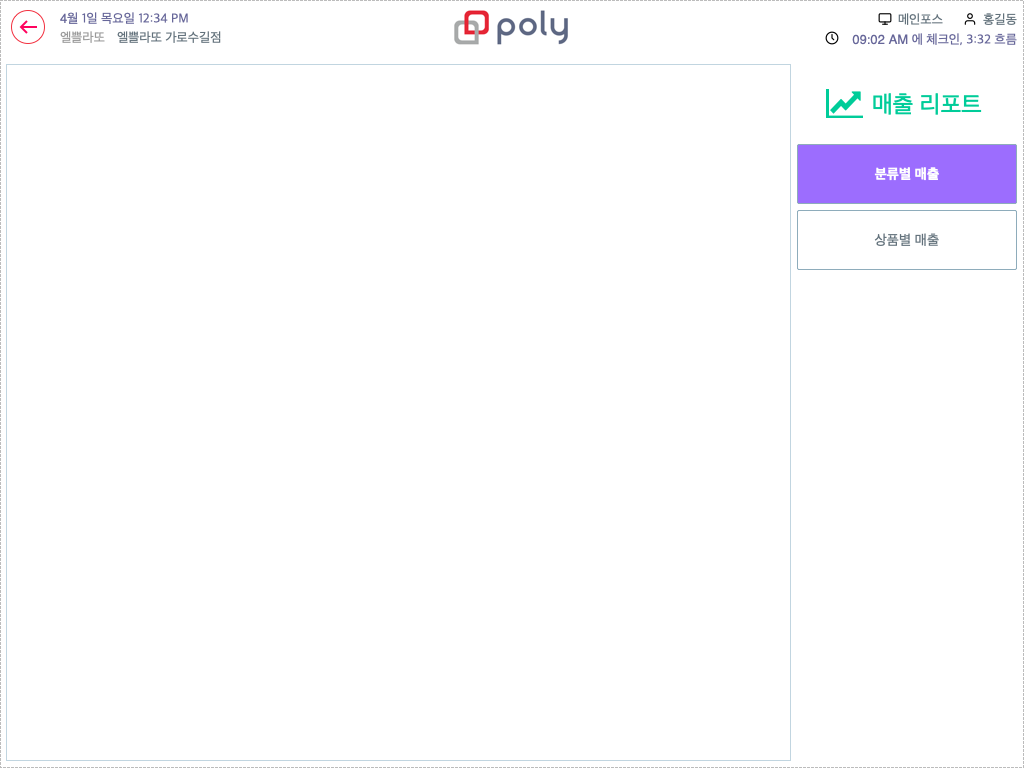 4월 1일 목요일 12:34 PM
엘쁠라또 엘쁠라또 가로수길점
poly
메인포스 홍길동
09:02 AM 에 체크인, 3:32 흐름
매출 리포트
분류별 매출
상품별 매출